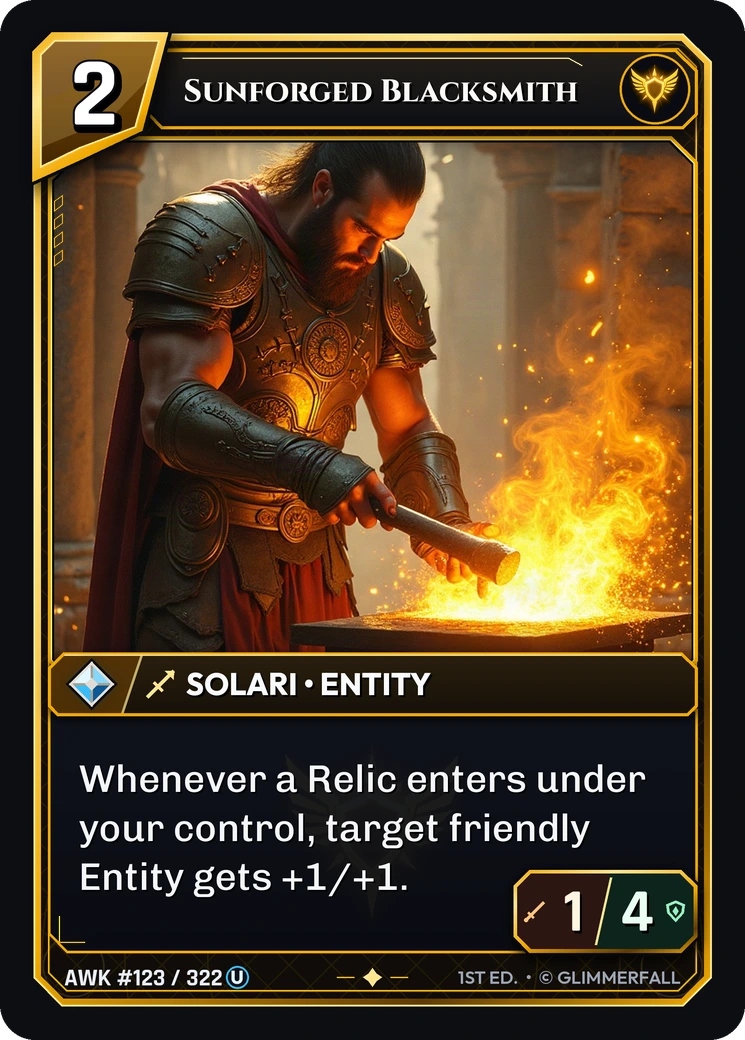 2
Sunforged Blacksmith
SOLARI • ENTITY
Whenever a Relic enters under
your control, target friendly
Entity gets +1/+1.
1/4
AWK #123 / 322 U
1ST ED. • © GLIMMERFALL